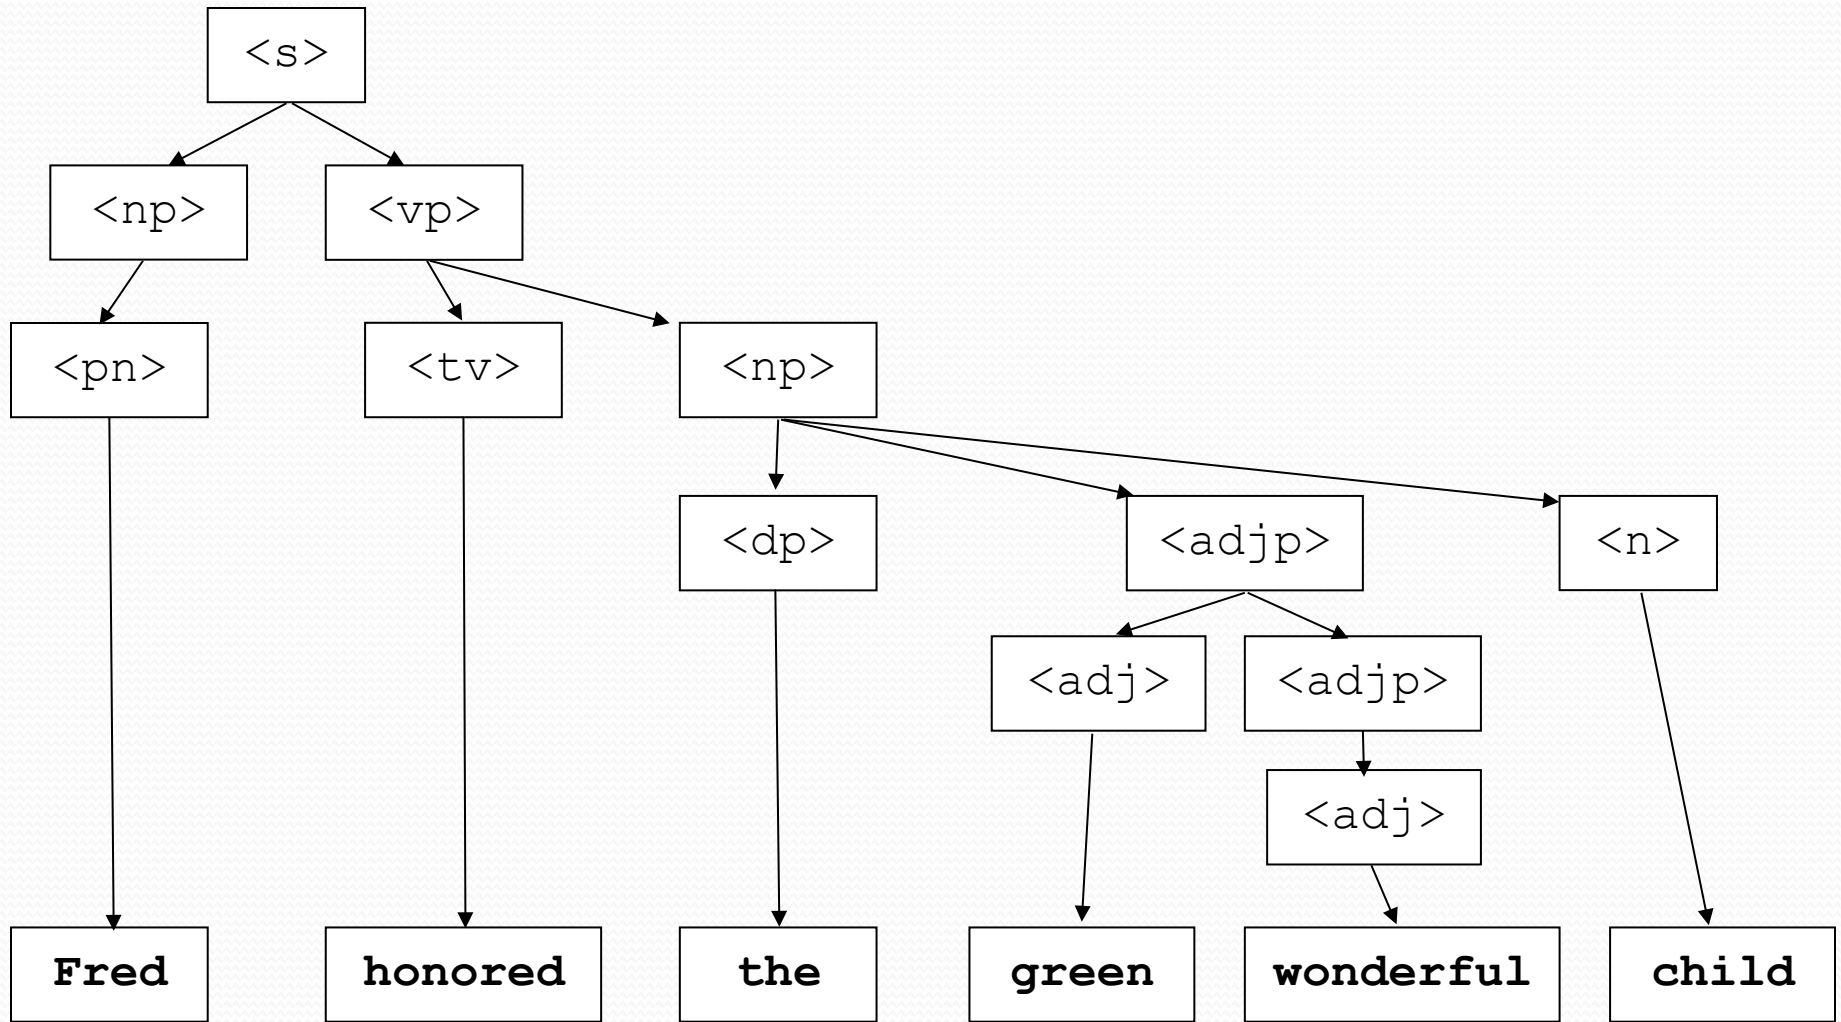 <s>
<np> <vp>
<pn> <tv> <np>
<dp> <adjp> <n>
<adj> <adjp>
<adj>
Fred honored the green wonderful child